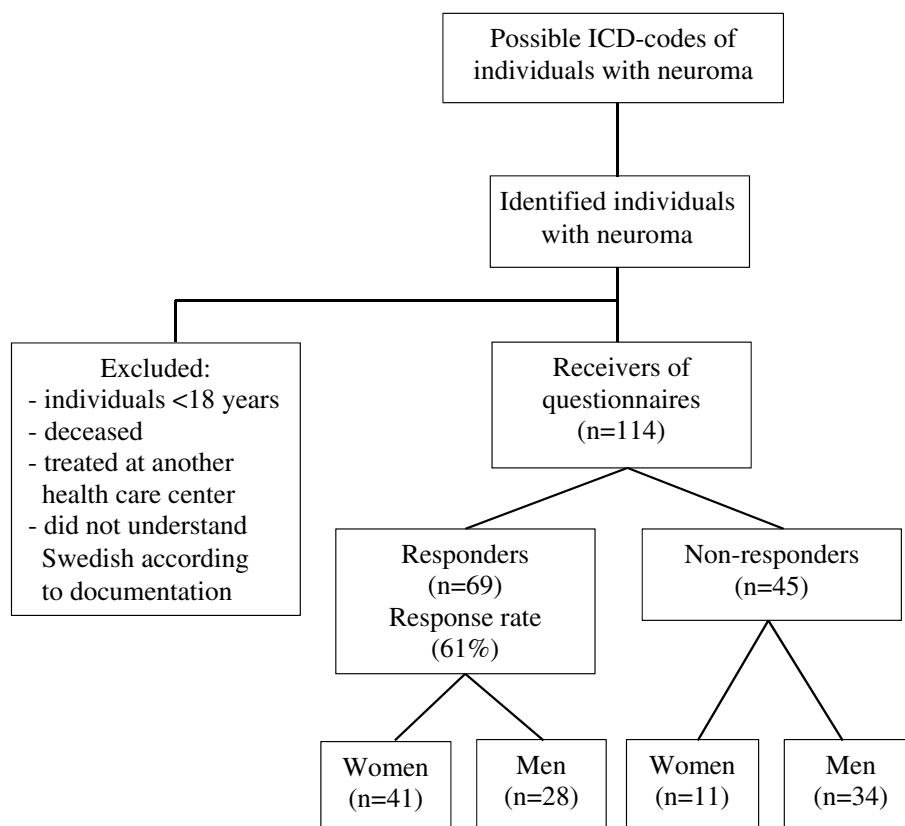 Possible ICD-codes of
individuals with neuroma
Identified individuals
with neuroma
Excluded:
- individuals <18 years
- deceased
- treated at another
health care center
- did not understand
Swedish according
to documentation
Receivers of
questionnaires
(n=114)
Responders
(n=69)
Response rate
(61%)
Non-responders
(n=45)
Women
(n=41)
Men
(n=28)
Women
(n=11)
Men
(n=34)